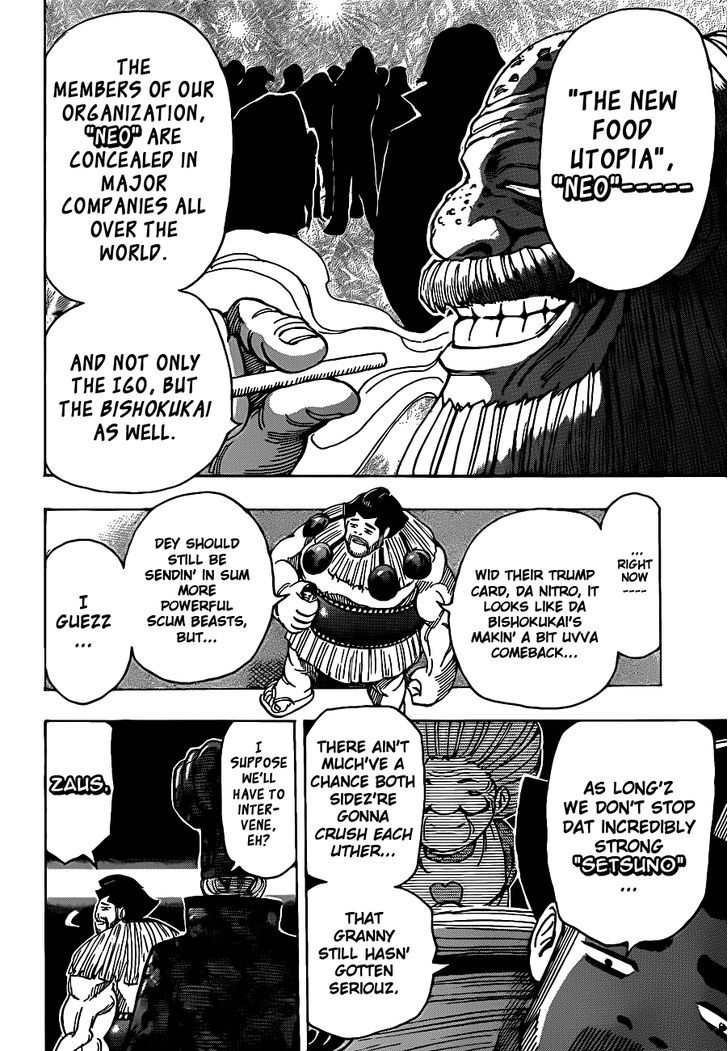 "THE NEW
FOOD
UTOPIA",
"NEO"-----
THE
MEMBERS OF OUR
ORGANIZATION,
"NEO" ARE
CONCEALED IN
MAJOR
COMPANIES ALL
OVER THE
WORLD.
AND NOT ONLY
THE IGO, BUT
THE BISHOKUKAI
AS WELL.
...
RIGHT
NOW
----
WID THEIR TRUMP
CARD, DA NITRO, IT
LOOKS LIKE DA
BISHOKUKAI'S
MAKIN' A BIT UVVA
COMEBACK...
DEY SHOULD
STILL BE
SENDIN' IN SUM
MORE
POWERFUL
SCUM BEASTS,
BUT...
I
GUEZZ
...
AS LONG'Z
WE DON'T STOP
DAT INCREDIBLY
STRONG
"SETSUNO"
...
THERE AIN'T
MUCH'VE A
CHANCE BOTH
SIDEZ'RE
GONNA
CRUSH EACH
UTHER...
THAT
GRANNY
STILL HASN'
GOTTEN
SERIOUZ.
I
SUPPOSE
WE'LL
HAVE TO
INTER-
VENE,
EH?
ZAUS.